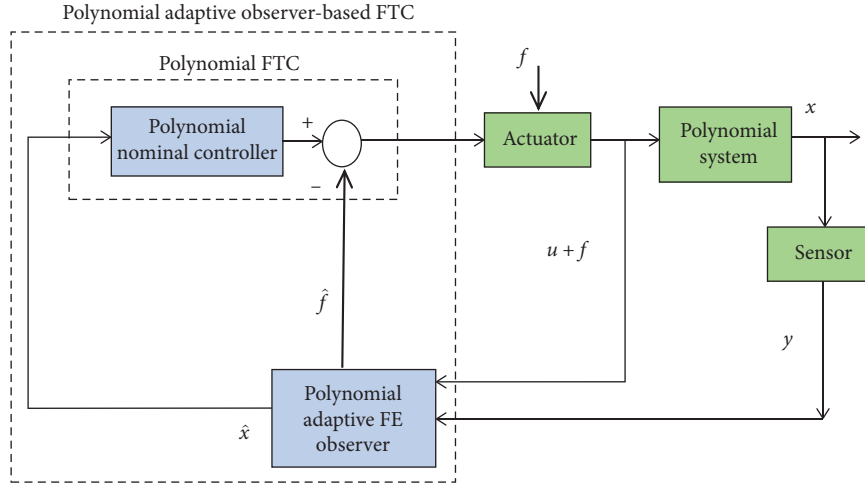 Polynomial adaptive observer-based FTC
Polynomial FTC
Polynomial
nominal controller
+
−
f
Actuator
Polynomial
system
x
Sensor
u + f
f̂
y
Polynomial
adaptive FE
observer
x̂